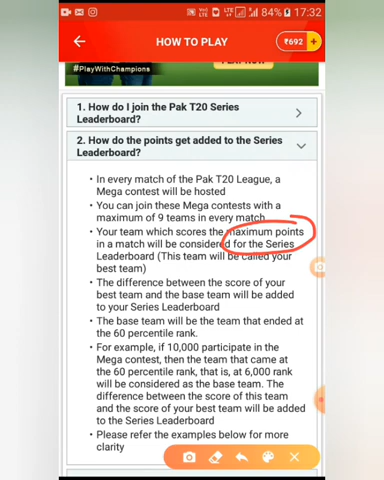 VoD LTE LTE 84% 17:32
HOW TO PLAY
₹692 +
#PlayWithChampions
1. How do I join the Pak T20 Series
Leaderboard?
2. How do the points get added to the Series
Leaderboard?
• In every match of the Pak T20 League, a
Mega contest will be hosted
• You can join these Mega contests with a
maximum of 9 teams in every match
• Your team which scores the maximum points
in a match will be considered for the Series
Leaderboard (This team will be called your
best team)
• The difference between the score of your
best team and the base team will be added
to your Series Leaderboard
• The base team will be the team that ended at
the 60 percentile rank.
• For example, if 10,000 participate in the
Mega contest, then the team that came at
the 60 percentile rank, that is, at 6,000 rank
will be considered as the base team. The
difference between the score of this team
and the score of your best team will be added
to the Series Leaderboard
• Please refer the examples below for more
clarity